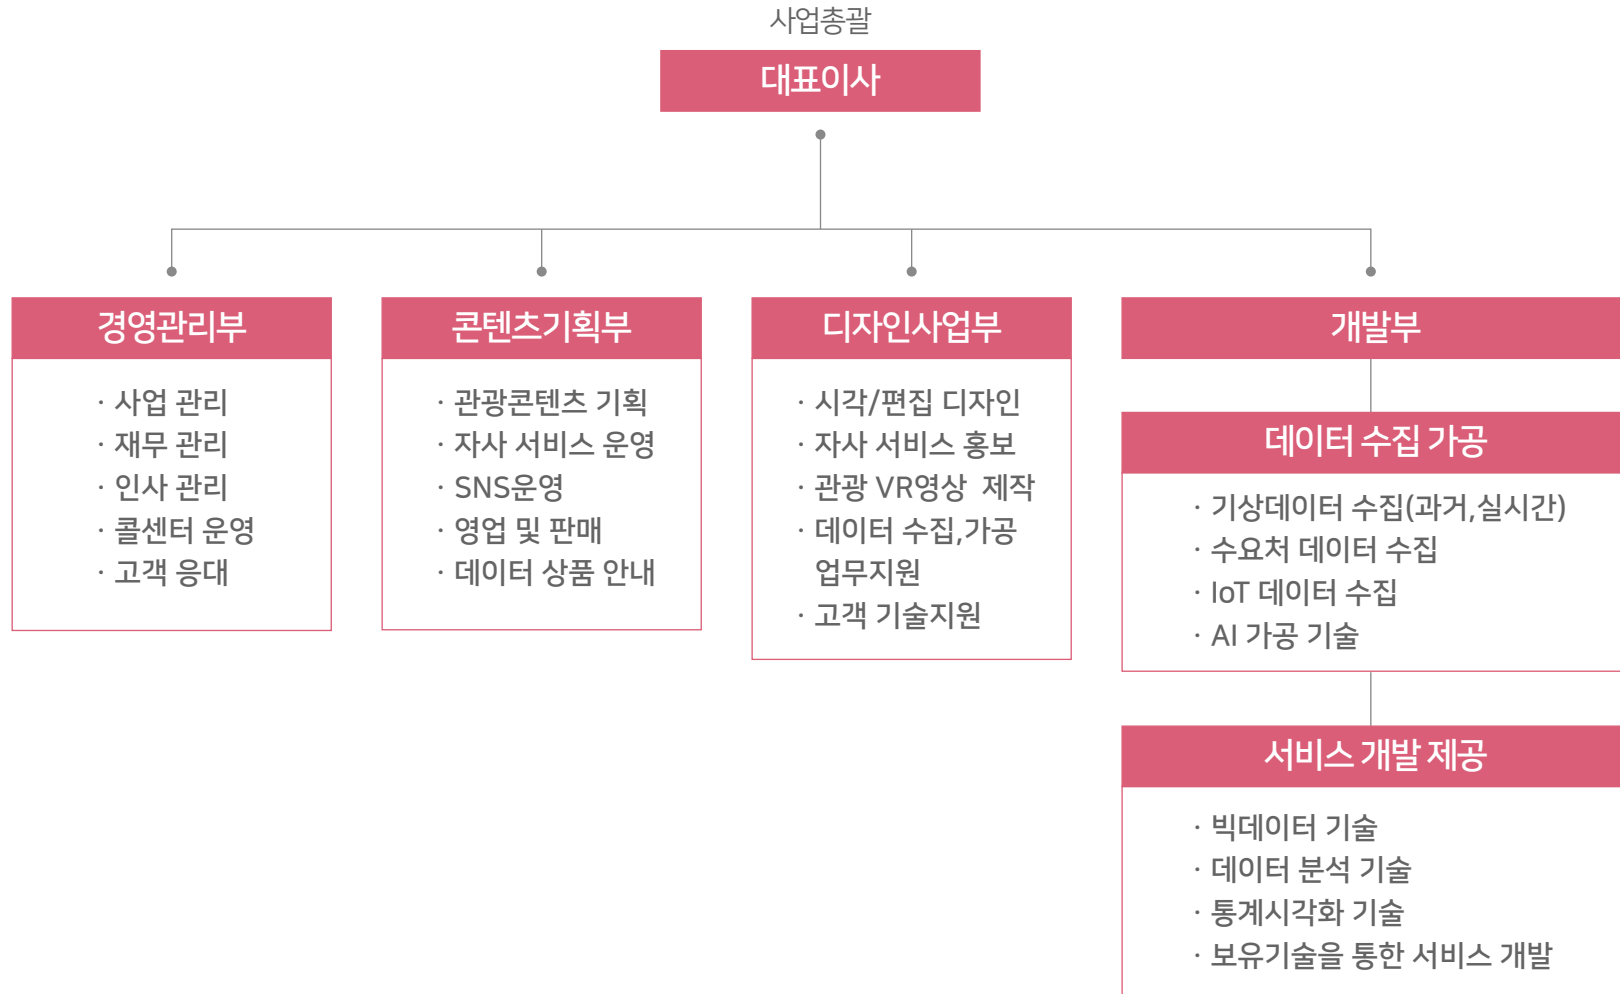 사업총괄
대표이사
경영관리부
· 사업 관리
· 재무 관리
· 인사 관리
· 콜센터 운영
· 고객 응대
콘텐츠기획부
· 관광콘텐츠 기획
· 자사 서비스 운영
· SNS운영
· 영업 및 판매
· 데이터 상품 안내
디자인사업부
· 시각/편집 디자인
· 자사 서비스 홍보
· 관광 VR영상 제작
· 데이터 수집,가공
업무지원
· 고객 기술지원
개발부
데이터 수집 가공
· 기상데이터 수집(과거,실시간)
· 수요처 데이터 수집
· IoT 데이터 수집
· AI 가공 기술
서비스 개발 제공
· 빅데이터 기술
· 데이터 분석 기술
· 통계시각화 기술
· 보유기술을 통한 서비스 개발